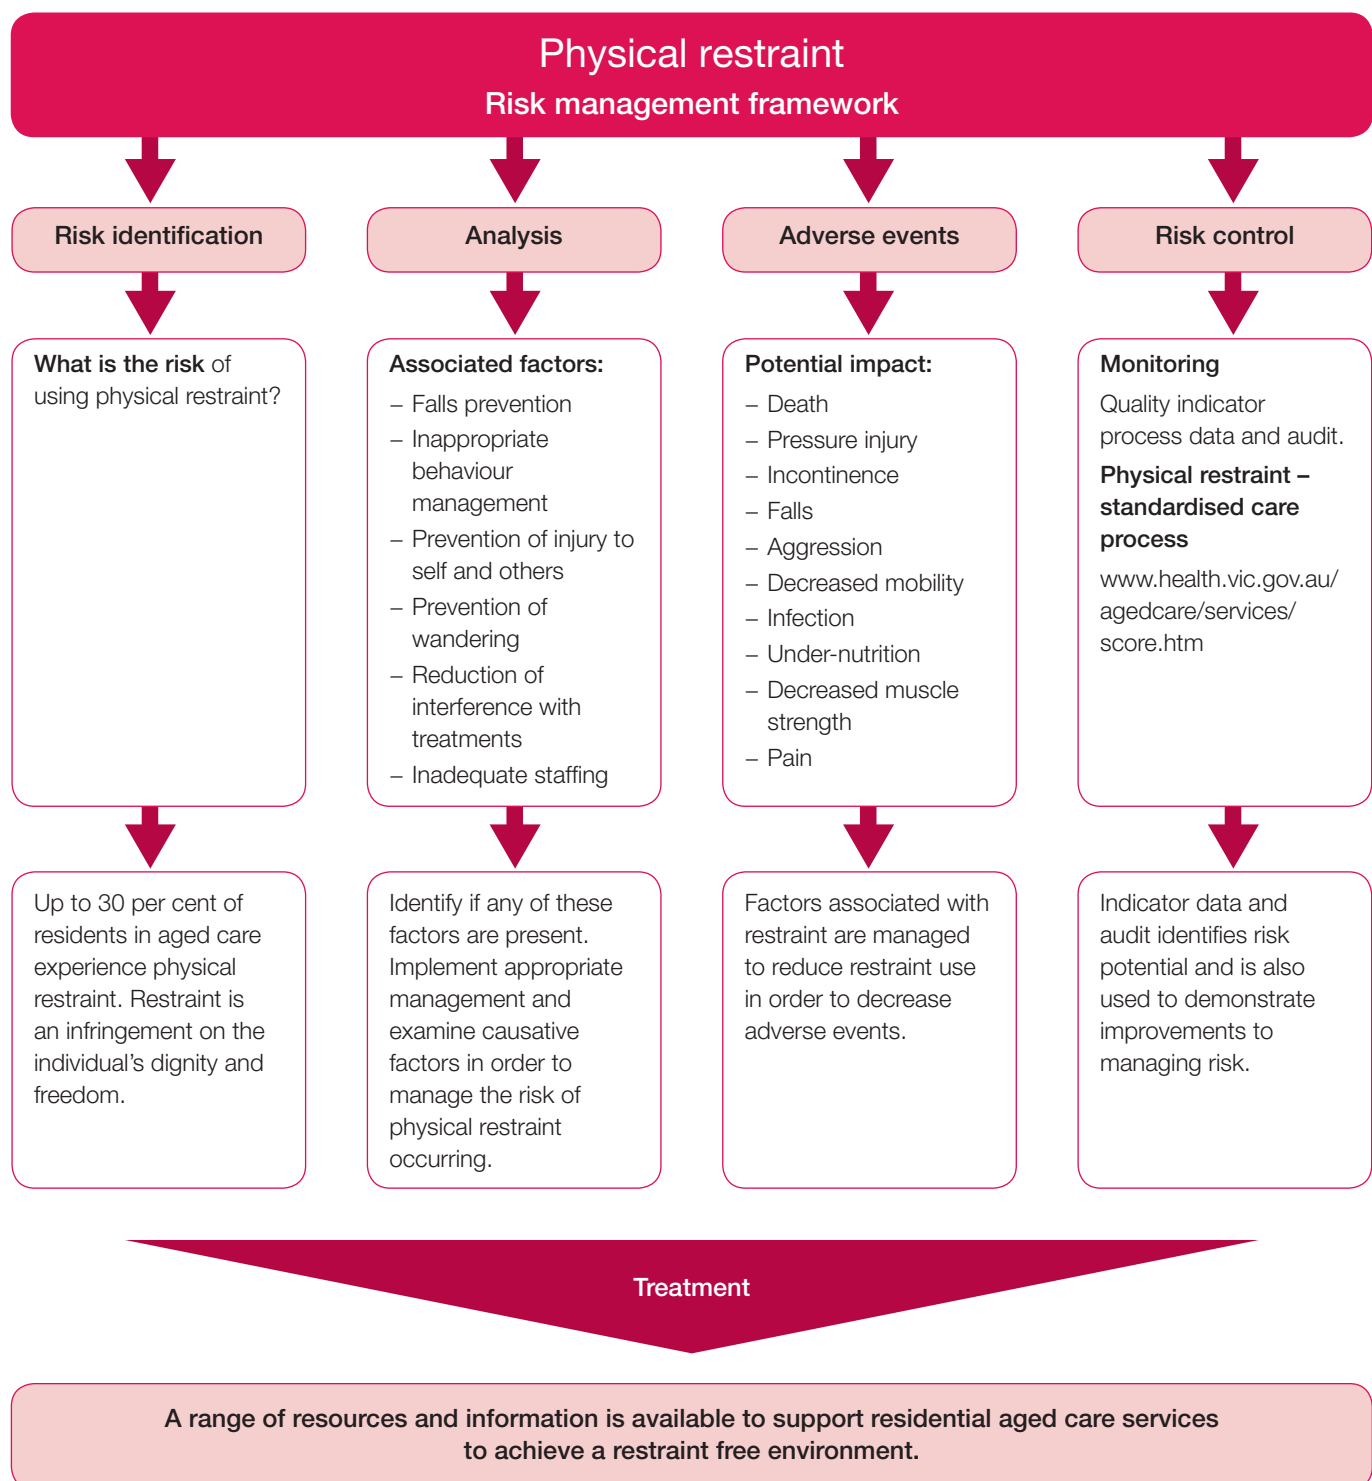 Physical restraint
Risk management framework
Risk identification
What is the risk of
using physical restraint?
Up to 30 per cent of
residents in aged care
experience physical
restraint. Restraint is
an infringement on the
individual’s dignity and
freedom.
Analysis
Associated factors:
– Falls prevention
– Inappropriate
behaviour
management
– Prevention of injury to
self and others
– Prevention of
wandering
– Reduction of
interference with
treatments
– Inadequate staffing
Identify if any of these
factors are present.
Implement appropriate
management and
examine causative
factors in order to
manage the risk of
physical restraint
occurring.
Adverse events
Potential impact:
– Death
– Pressure injury
– Incontinence
– Falls
– Aggression
– Decreased mobility
– Infection
– Under-nutrition
– Decreased muscle
strength
– Pain
Factors associated with
restraint are managed
to reduce restraint use
in order to decrease
adverse events.
Risk control
Monitoring
Quality indicator
process data and audit.
Physical restraint –
standardised care
process
www.health.vic.gov.au/
agedcare/services/
score.htm
Indicator data and
audit identifies risk
potential and is also
used to demonstrate
improvements to
managing risk.
Treatment
A range of resources and information is available to support residential aged care services
to achieve a restraint free environment.